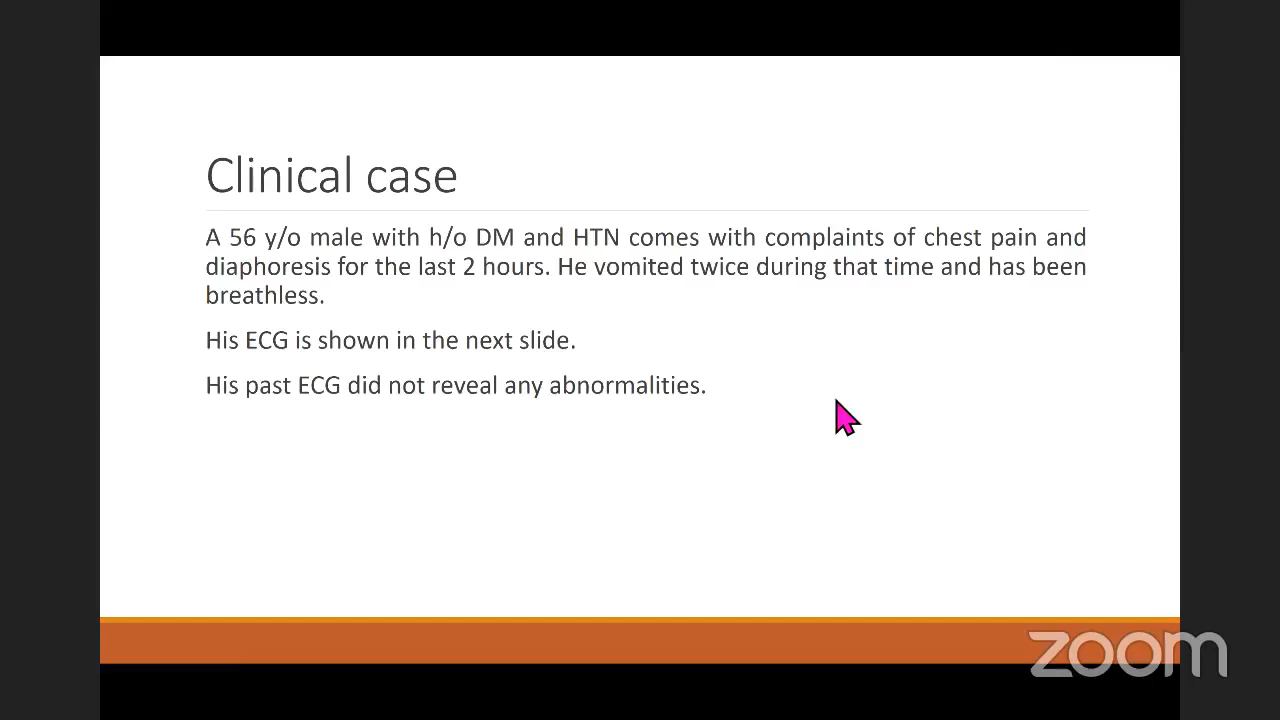 Clinical case
A 56 y/o male with h/o DM and HTN comes with complaints of chest pain and
diaphoresis for the last 2 hours. He vomited twice during that time and has been
breathless.
His ECG is shown in the next slide.
His past ECG did not reveal any abnormalities.
zoom